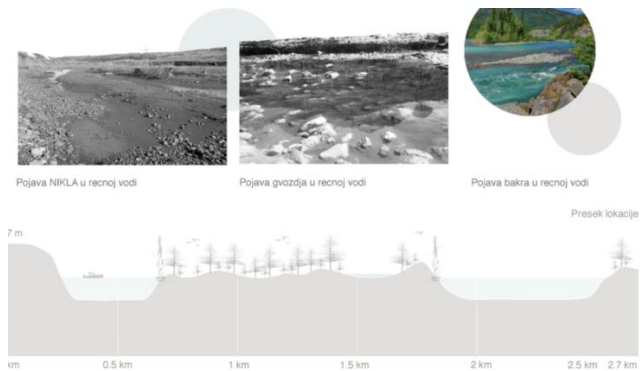 Pojava NIKLA u recnoj vodi
Pojava gvozdja u recnoj vodi
Pojava bakra u recnoj vodi
Presek lokacije
7 m
km
0.5 km
1 km
1.5 km
2 km
2.5 km
2.7 km